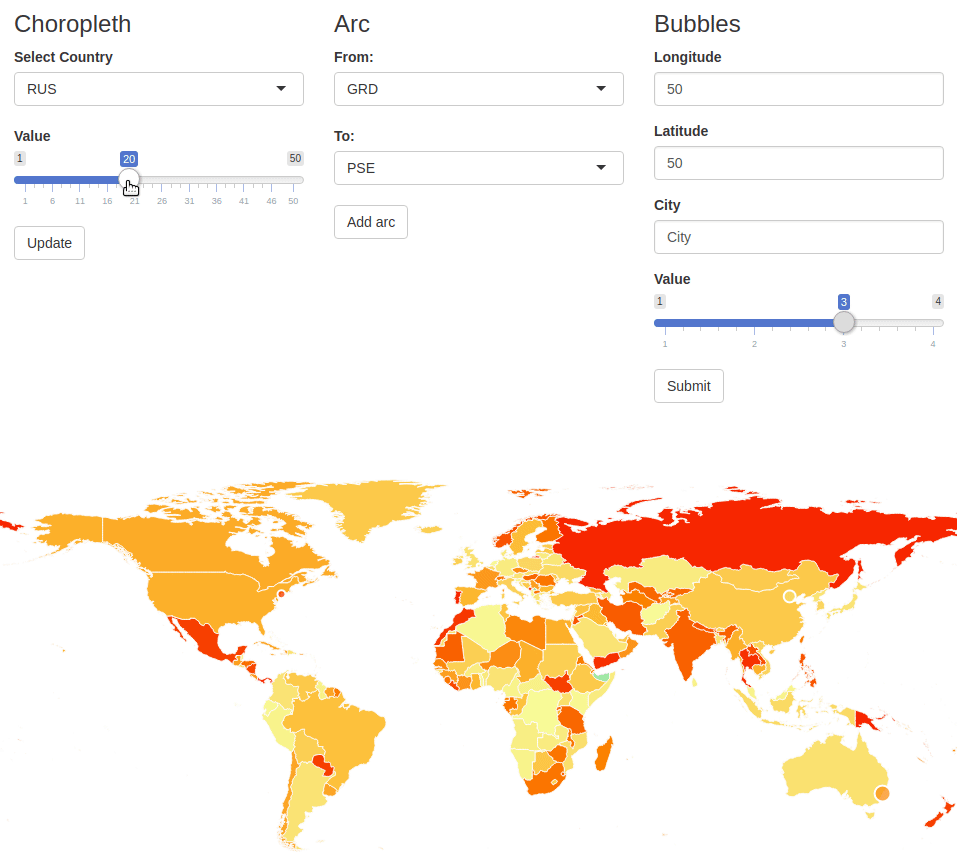 Choropleth
Select Country
RUS
Value
1 20 50
1 6 11 16 21 26 31 36 41 46 50
Update
Arc
From:
GRD
To:
PSE
Add arc
Bubbles
Longitude
50
Latitude
50
City
City
Value
1 3 4
1 2 3 4
Submit